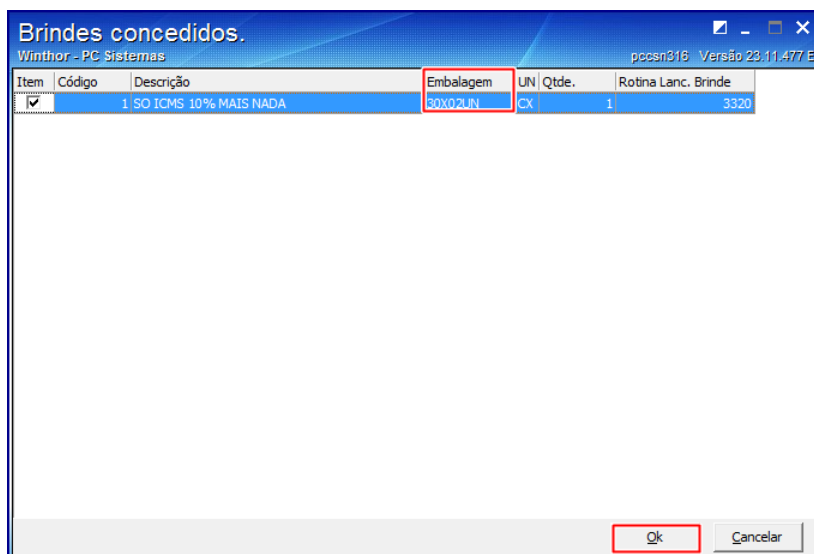 Brindes concedidos.
Winthor - PC Sistemas
pccsn316 Versão 23.11.477 E
Item Código Descrição Embalagem UN Qtde. Rotina Lanc. Brinde
1 SO ICMS 10% MAIS NADA 30X02UN CX 1 3320
Ok Cancelar